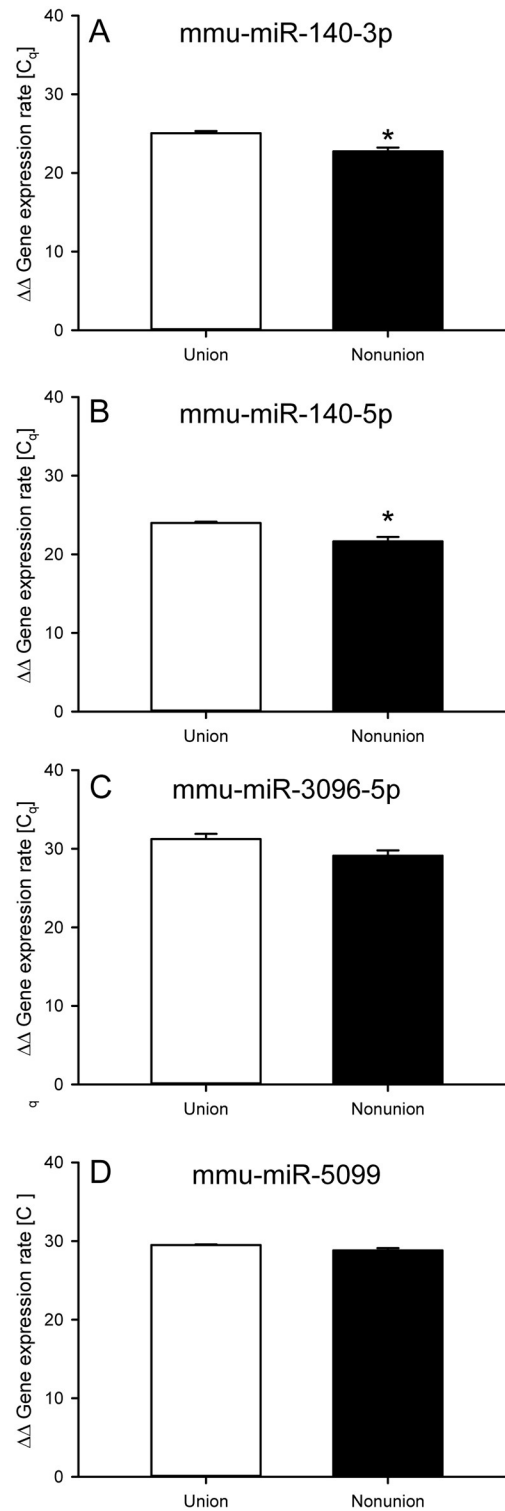 A
mmu-miR-140-3p
ΔΔ Gene expression rate [Cq]
40
30
20
10
0
*
Union
Nonunion
B
mmu-miR-140-5p
ΔΔ Gene expression rate [Cq]
40
30
20
10
0
*
Union
Nonunion
C
mmu-miR-3096-5p
ΔΔ Gene expression rate [Cq]
40
30
20
10
0
Union
Nonunion
q
D
mmu-miR-5099
ΔΔ Gene expression rate [C ]
40
30
20
10
0
Union
Nonunion